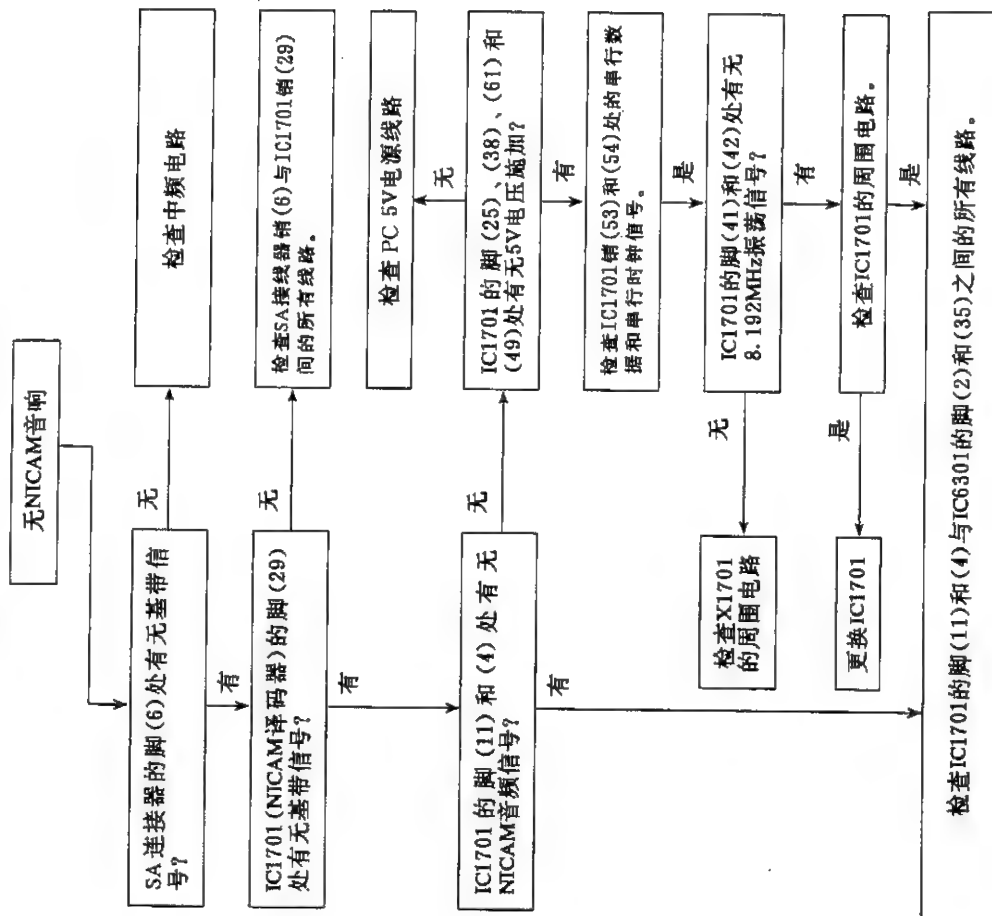 无NICAM音响
SA连接器的脚(6)处有无基带信
号?
无
检查中频电路
有
IC1701(NICAM译码器)的脚(29)
处有无基带信号?
无
检查SA接线器销(6)与IC1701销(29)
间的所有线路。
有
检查 PC 5V电源线路
无
IC1701的脚(11)和(4)处有无
NICAM音频信号?
无
IC1701的脚(25)、(38)、(61)和
(49)处有无5V电压施加?
有
检查IC1701销(53)和(54)处的串行数
据和串行时钟信号。
是
IC1701的脚(41)和(42)处有无
8.192MHz振荡信号?
无
检查X1701
的周围电路
有
检查IC1701的周围电路。
是
更换IC1701
是
有
检查IC1701的脚(11)和(4)与IC6301的脚(2)和(35)之间的所有线路。